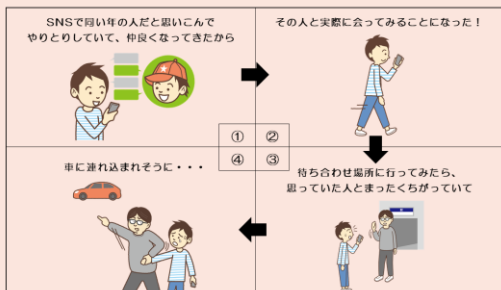 SNSで同い年の人だと思いこんで
やりとりしていて、仲良くなってきたから
その人と実際に会ってみることになった！
①
②
④
③
待ち合わせ場所に行ってみたら、
思っていた人とまったくちがっていて
車に連れ込まれそうに・・・